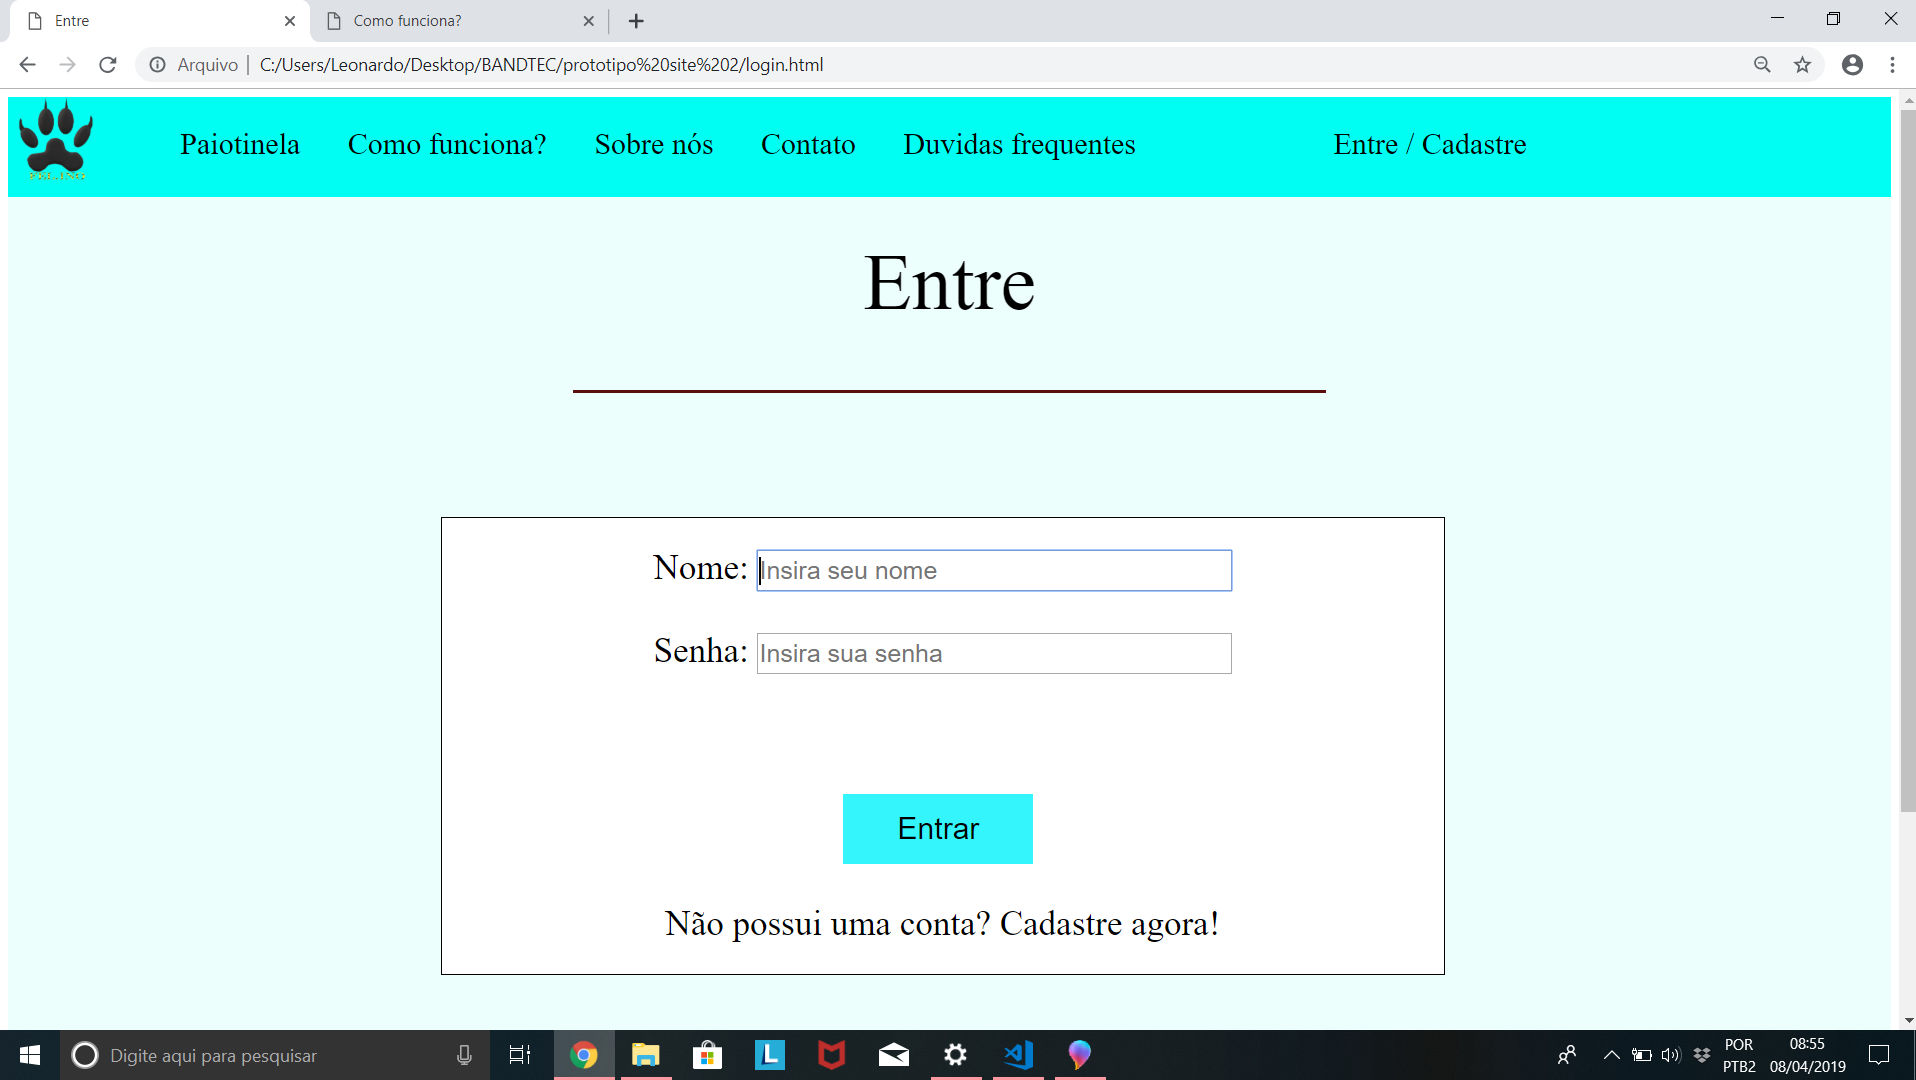 Entre
Como funciona?
Arquivo | C:/Users/Leonardo/Desktop/BANDTEC/prototipo%20site%202/login.html
Paiotinela Como funciona? Sobre nós Contato Duvidas frequentes Entre / Cadastre
Entre
Nome: Insira seu nome
Senha: Insira sua senha
Entrar
Não possui uma conta? Cadastre agora!
Digite aqui para pesquisar
L
POR
PTB2
08:55
08/04/2019